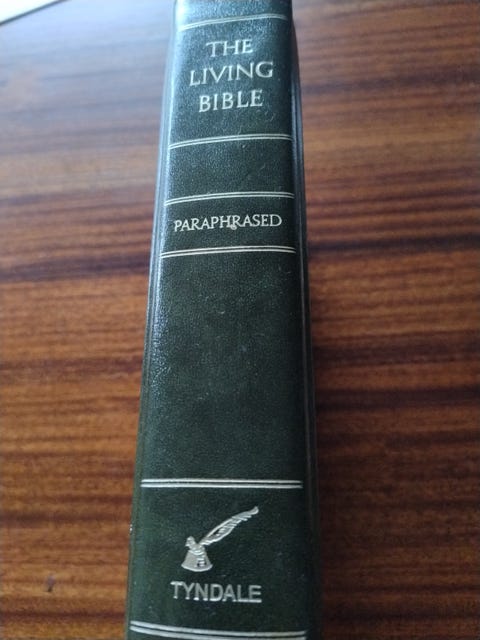 THE
LIVING
BIBLE
PARAPHRASED
TYNDALE